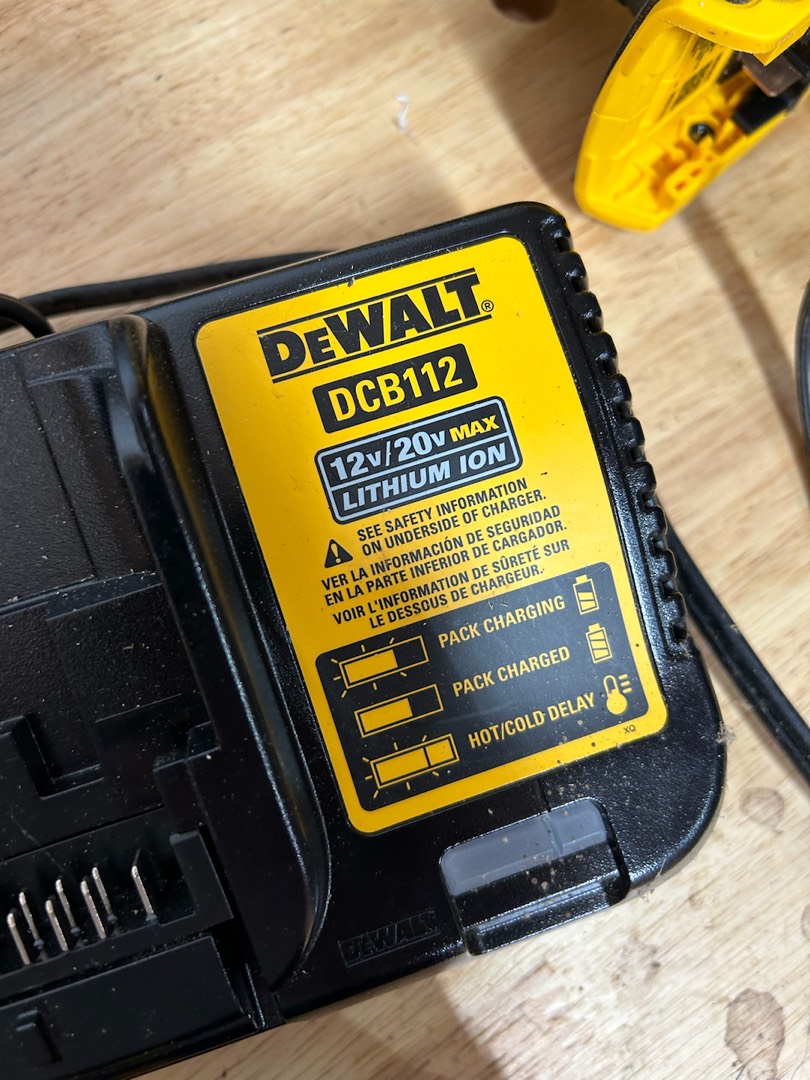 DEWALT®
DCB112
12V/20V MAX
LITHIUM ION
SEE SAFETY INFORMATION
ON UNDERSIDE OF CHARGER.
VER LA INFORMACIÓN DE SEGURIDAD
EN LA PARTE INFERIOR DE CARGADOR.
VOIR L'INFORMATION DE SÛRETÉ SUR
LE DESSOUS DE CHARGEUR.
PACK CHARGING
PACK CHARGED
HOT/COLD DELAY
XQ
DEWALT